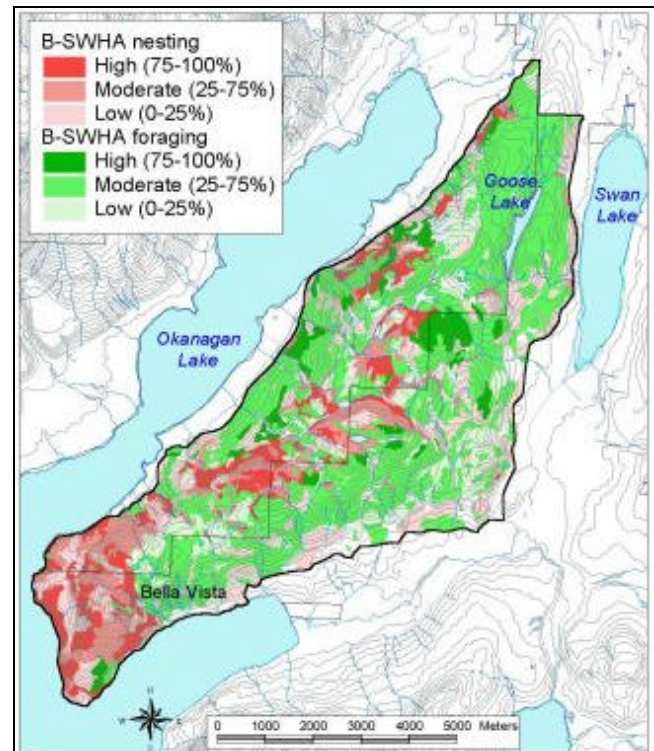 B-SWHA nesting
High (75-100%)
Moderate (25-75%)
Low (0-25%)
B-SWHA foraging
High (75-100%)
Moderate (25-75%)
Low (0-25%)
Goose
Lake
Swan
Lake
Okanagan
Lake
Bella Vista
N
W
E
S
0 1000 2000 3000 4000 5000 Meters